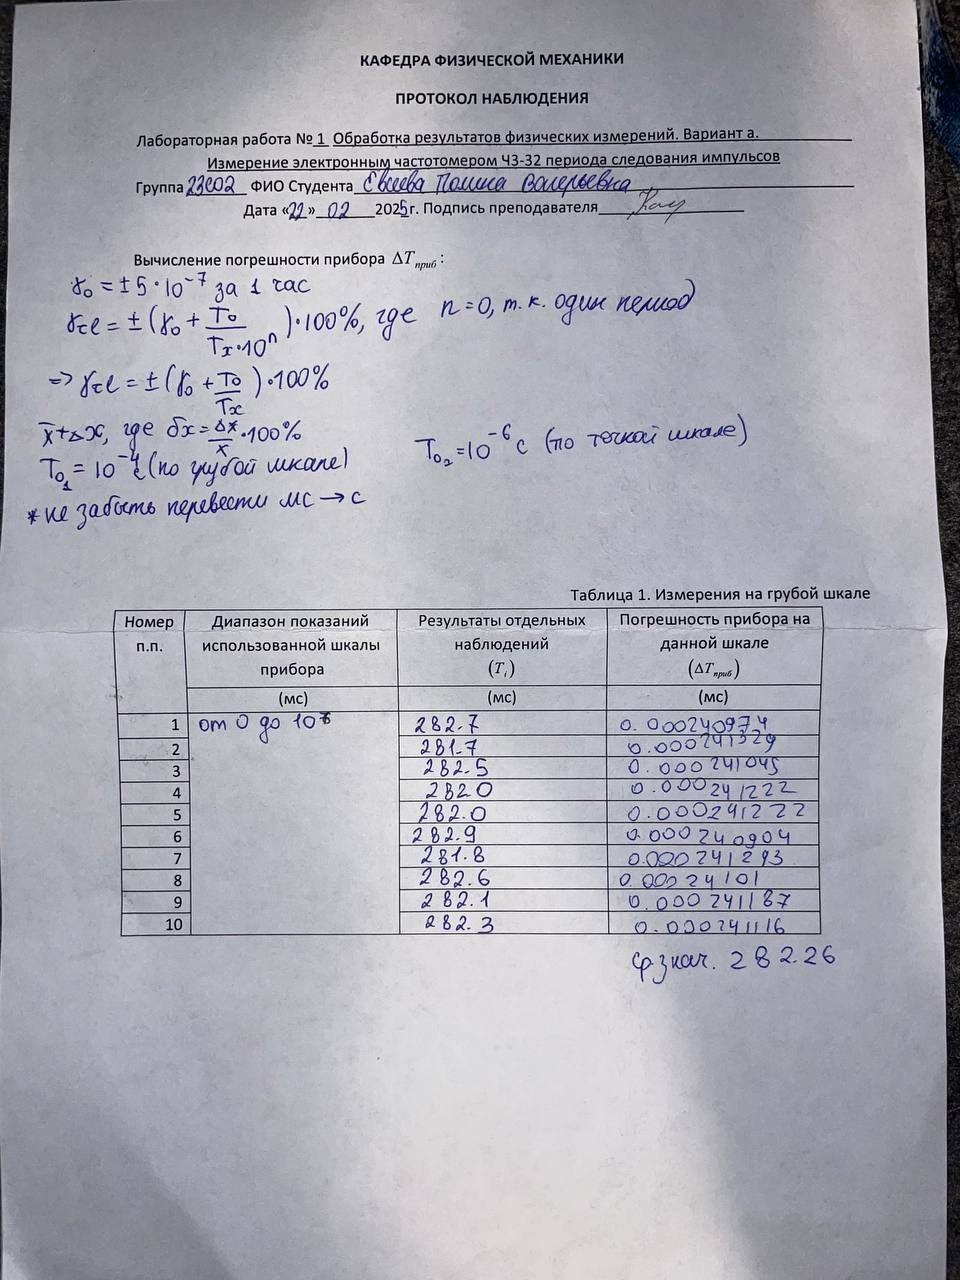 КАФЕДРА ФИЗИЧЕСКОЙ МЕХАНИКИ
ПРОТОКОЛ НАБЛЮДЕНИЯ
Лабораторная работа № 1 Обработка результатов физических измерений. Вариант а.
Измерение электронным частотомером ЧЗ-32 периода следования импульсов
Группа 23С02 ФИО Студента Евсеева Полина Валерьевна
Дата «22» 02 2025г. Подпись преподавателя
Вычисление погрешности прибора ΔTприб:
γ₀ = ±5·10⁻⁷ за 1 час
γτe = ±(γ₀ + T₀/(Tx·10ⁿ))·100%, где n=0, т.к. один период
=> γτe = ±(γ₀ + T₀/Tx)·100%
x̄+Δx, где δx = Δx/x·100%
T₀₁ = 10⁻⁴с (по грубой шкале) T₀₂=10⁻⁶ с (по точной шкале)
*не забыть перевести мс → с
Таблица 1. Измерения на грубой шкале
Номер п.п. Диапазон показаний использованной шкалы прибора Результаты отдельных наблюдений (Ti) Погрешность прибора на данной шкале (ΔTприб)
(мс) (мс) (мс)
1 от 0 до 282.7 0.000240974
2 281.7 0.000241329
3 282.5 0.000241045
4 282.0 0.000241222
5 282.0 0.000241222
6 282.9 0.000240904
7 281.8 0.000241293
8 282.6 0.00024101
9 282.1 0.000241187
10 282.3 0.000241116
ср знач. 282.26